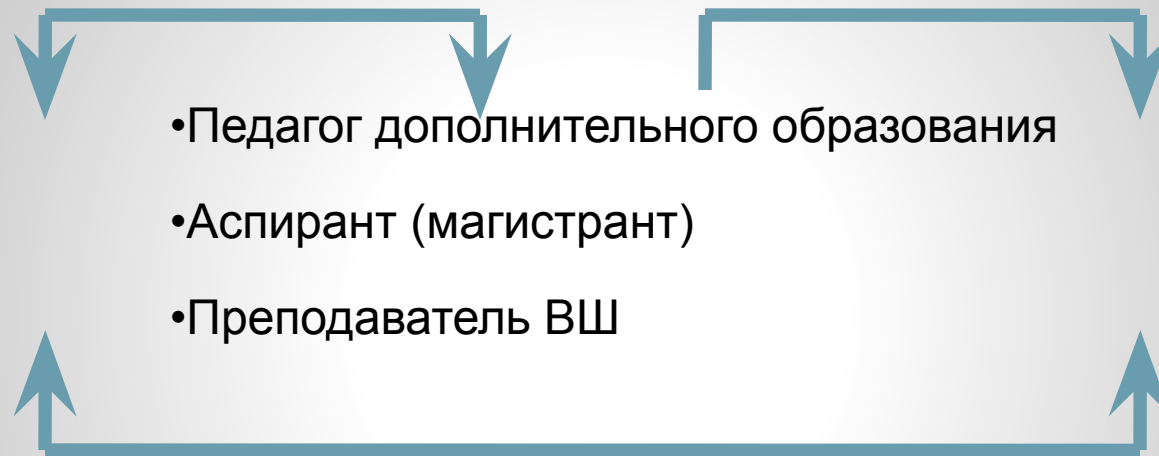 •Педагог дополнительного образования
•Аспирант (магистрант)
•Преподаватель ВШ